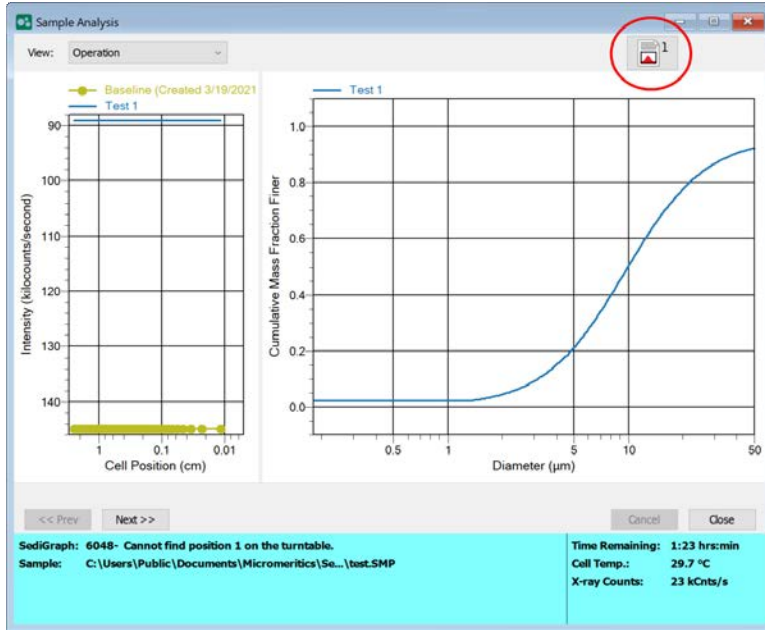 Sample Analysis
View: Operation
1
Baseline (Created 3/19/2021
Test 1
90
100
110
120
130
140
Intensity (kilocounts/second)
1 0.1 0.01
Cell Position (cm)
Test 1
1.0
0.8
0.6
0.4
0.2
0.0
Cumulative Mass Fraction Finer
0.5 1 5 10 50
Diameter (µm)
<< Prev Next >> Cancel Close
SediGraph: 6048- Cannot find position 1 on the turntable.
Sample: C:\Users\Public\Documents\Micromeritics\Se...\test.SMP
Time Remaining: 1:23 hrs:min
Cell Temp.: 29.7 ºC
X-ray Counts: 23 kCnts/s